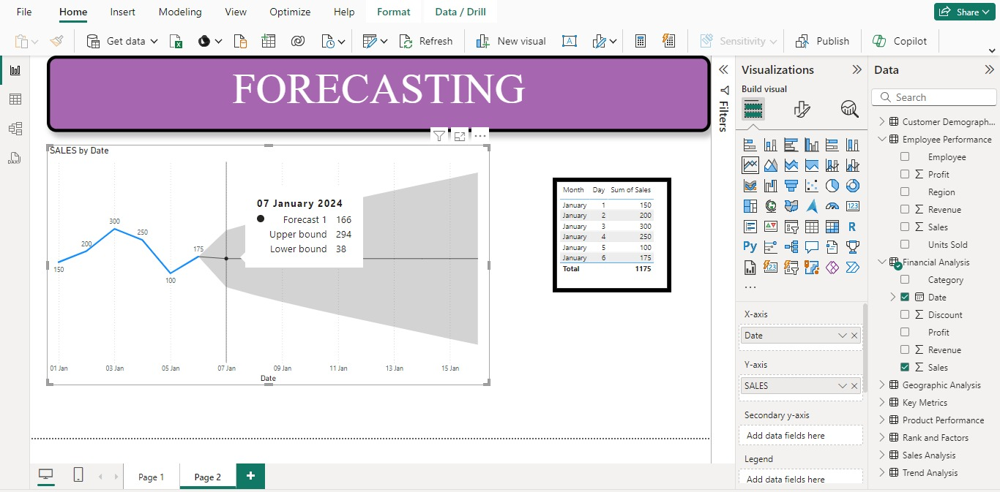 File Home Insert Modeling View Optimize Help Format Data / Drill Share
Get data Refresh New visual Sensitivity Publish Copilot
FORECASTING
SALES by Date
300
250
200
175
150
100
07 January 2024
Forecast 1 166
Upper bound 294
Lower bound 38
01 Jan 03 Jan 05 Jan 07 Jan 09 Jan 11 Jan 13 Jan 15 Jan
Date
Month Day Sum of Sales
January 1 150
January 2 200
January 3 300
January 4 250
January 5 100
January 6 175
Total 1175
Page 1 Page 2
Filters
Visualizations
Build visual
123
R
Py
123
...
X-axis
Date
Y-axis
SALES
Secondary y-axis
Add data fields here
Legend
Add data fields here
Data
Search
Customer Demograph...
Employee Performance
Employee
Σ Profit
Region
Σ Revenue
Σ Sales
Units Sold
Financial Analysis
Category
Date
Σ Discount
Profit
Σ Revenue
Σ Sales
Geographic Analysis
Key Metrics
Product Performance
Rank and Factors
Sales Analysis
Trend Analysis
DAX